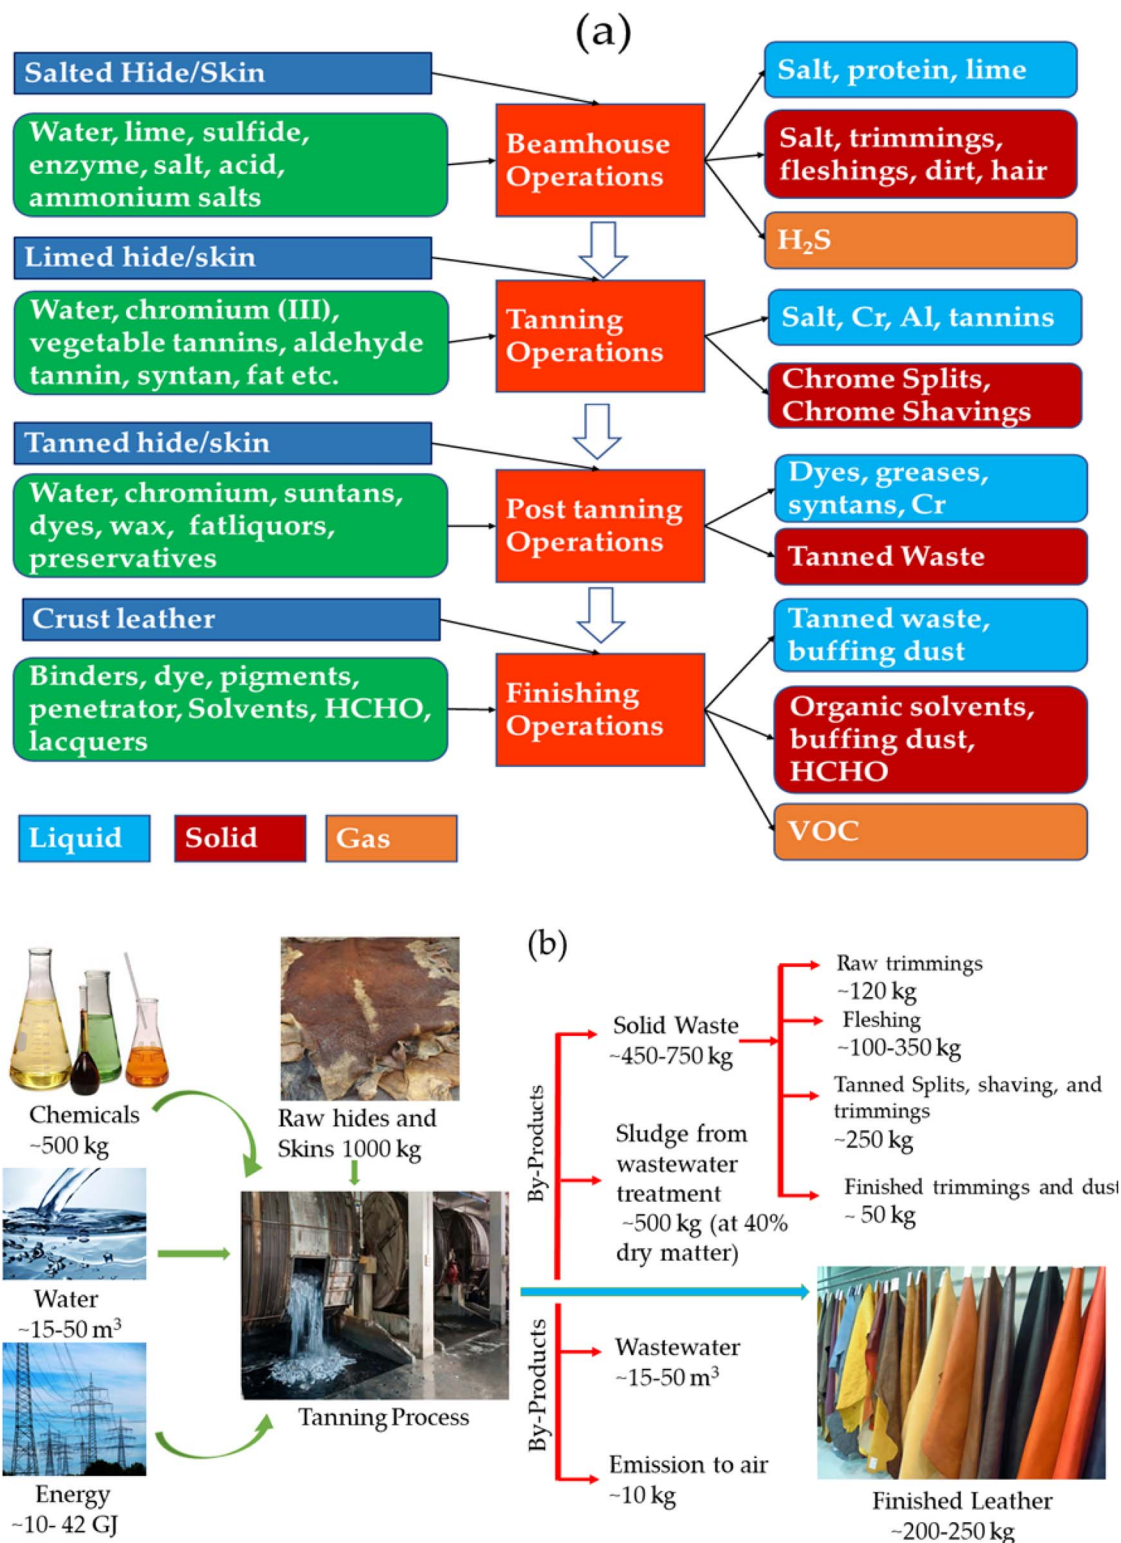 (a)
Salted Hide/Skin
Water, lime, sulfide,
enzyme, salt, acid,
ammonium salts
Beamhouse
Operations
Salt, protein, lime
Salt, trimmings,
fleshings, dirt, hair
H₂S
Limed hide/skin
Water, chromium (III),
vegetable tannins, aldehyde
tannin, syntan, fat etc.
Tanning
Operations
Salt, Cr, Al, tannins
Chrome Splits,
Chrome Shavings
Tanned hide/skin
Water, chromium, suntans,
dyes, wax, fatliquors,
preservatives
Post tanning
Operations
Dyes, greases,
syntans, Cr
Tanned Waste
Crust leather
Binders, dye, pigments,
penetrator, Solvents, HCHO,
lacquers
Finishing
Operations
Tanned waste,
buffing dust
Organic solvents,
buffing dust,
HCHO
VOC
Liquid
Solid
Gas
(b)
Chemicals
~500 kg
Raw hides and
Skins 1000 kg
Water
~15-50 m³
Energy
~10- 42 GJ
Tanning Process
By-Products
Solid Waste
~450-750 kg
Sludge from
wastewater
treatment
~500 kg (at 40%
dry matter)
Raw trimmings
~120 kg
Fleshing
~100-350 kg
Tanned Splits, shaving, and
trimmings
~250 kg
Finished trimmings and dust
~ 50 kg
By-Products
Wastewater
~15-50 m³
Emission to air
~10 kg
Finished Leather
~200-250 kg